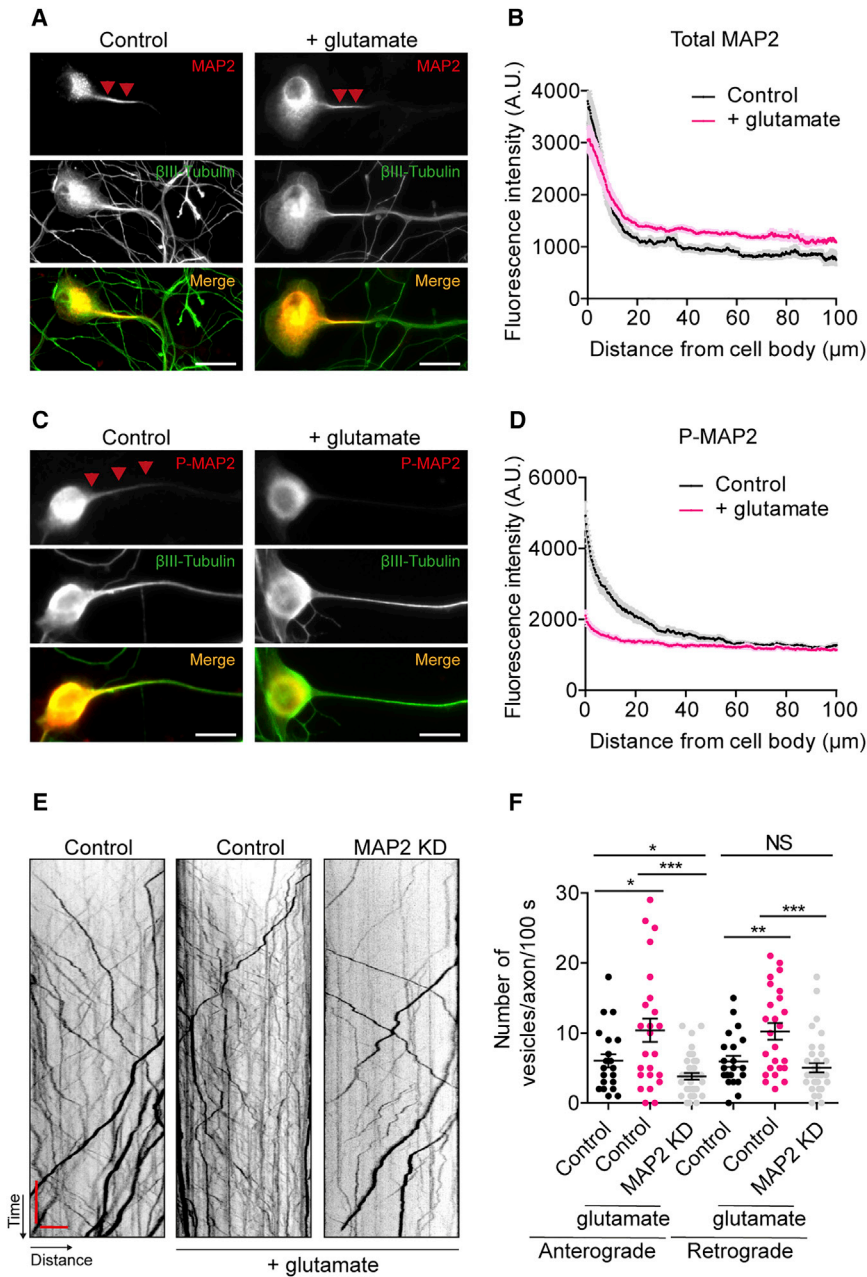 A
Control
+ glutamate
MAP2
MAP2
βIII-Tubulin
βIII-Tubulin
Merge
Merge
B
Total MAP2
Control
+ glutamate
Fluorescence intensity (A.U.)
4000
3000
2000
1000
0
0 20 40 60 80 100
Distance from cell body (µm)
C
Control
+ glutamate
P-MAP2
P-MAP2
βIII-Tubulin
βIII-Tubulin
Merge
Merge
D
P-MAP2
Control
+ glutamate
Fluorescence intensity (A.U.)
6000
4000
2000
0
0 20 40 60 80 100
Distance from cell body (µm)
E
Control
Control
MAP2 KD
Time
Distance
+ glutamate
F
*
NS
***
*
***
**
Number of
vesicles/axon/100 s
30
20
10
0
Control
Control
MAP2 KD
Control
Control
MAP2 KD
glutamate
glutamate
Anterograde
Retrograde